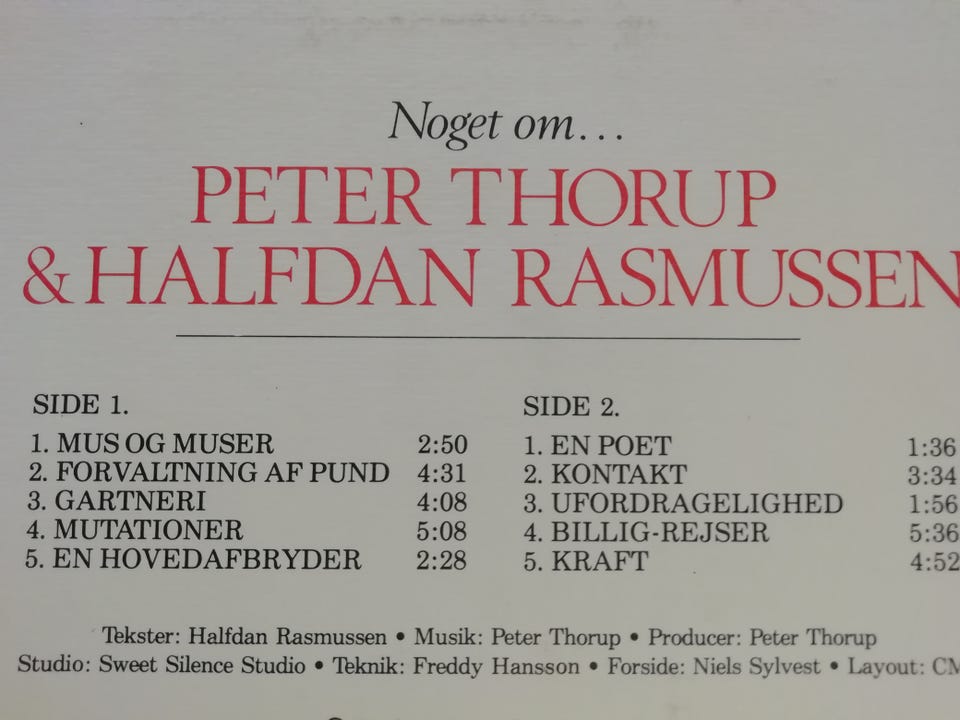 Noget om...
PETER THORUP
& HALFDAN RASMUSSEN
SIDE 1.
1. MUS OG MUSER 2:50
2. FORVALTNING AF PUND 4:31
3. GARTNERI 4:08
4. MUTATIONER 5:08
5. EN HOVEDAFBRYDER 2:28
SIDE 2.
1. EN POET 1:36
2. KONTAKT 3:34
3. UFORDRAGELIGHED 1:56
4. BILLIG-REJSER 5:36
5. KRAFT 4:52
Tekster: Halfdan Rasmussen • Musik: Peter Thorup • Producer: Peter Thorup
Studio: Sweet Silence Studio • Teknik: Freddy Hansson • Forside: Niels Sylvest • Layout: CM